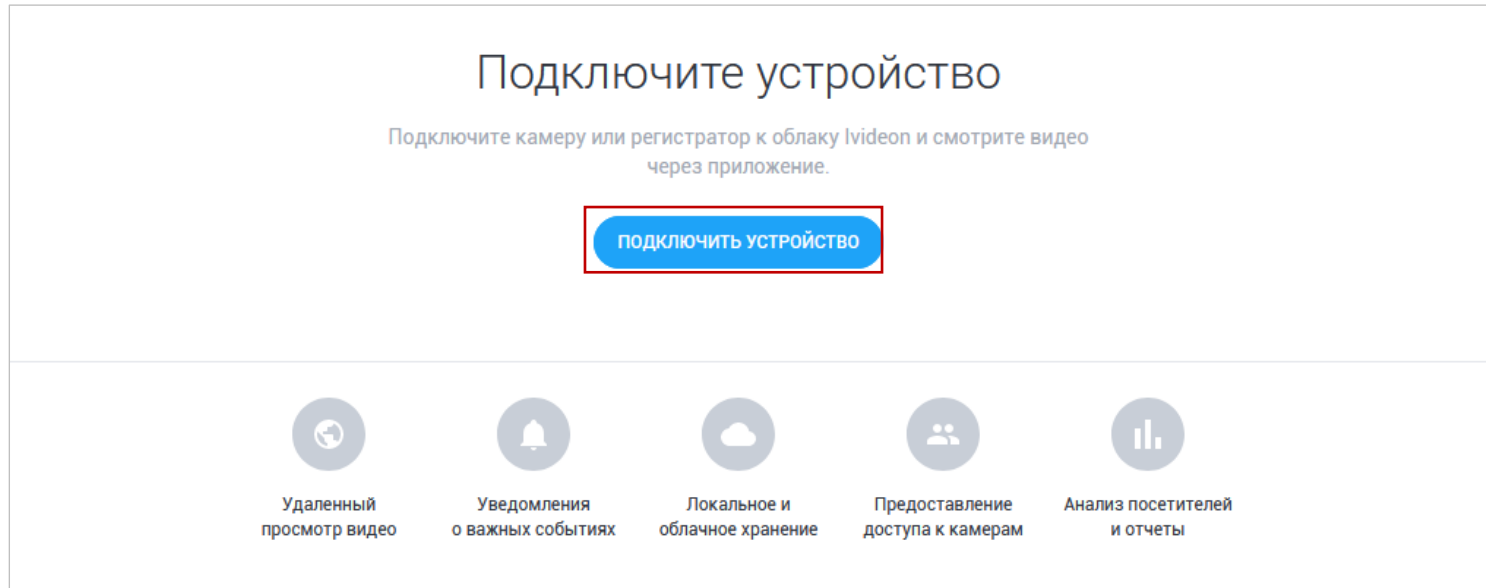 Подключите устройство
Подключите камеру или регистратор к облаку Ivideon и смотрите видео
через приложение.
ПОДКЛЮЧИТЬ УСТРОЙСТВО
Удаленный
просмотр видео
Уведомления
о важных событиях
Локальное и
облачное хранение
Предоставление
доступа к камерам
Анализ посетителей
и отчеты